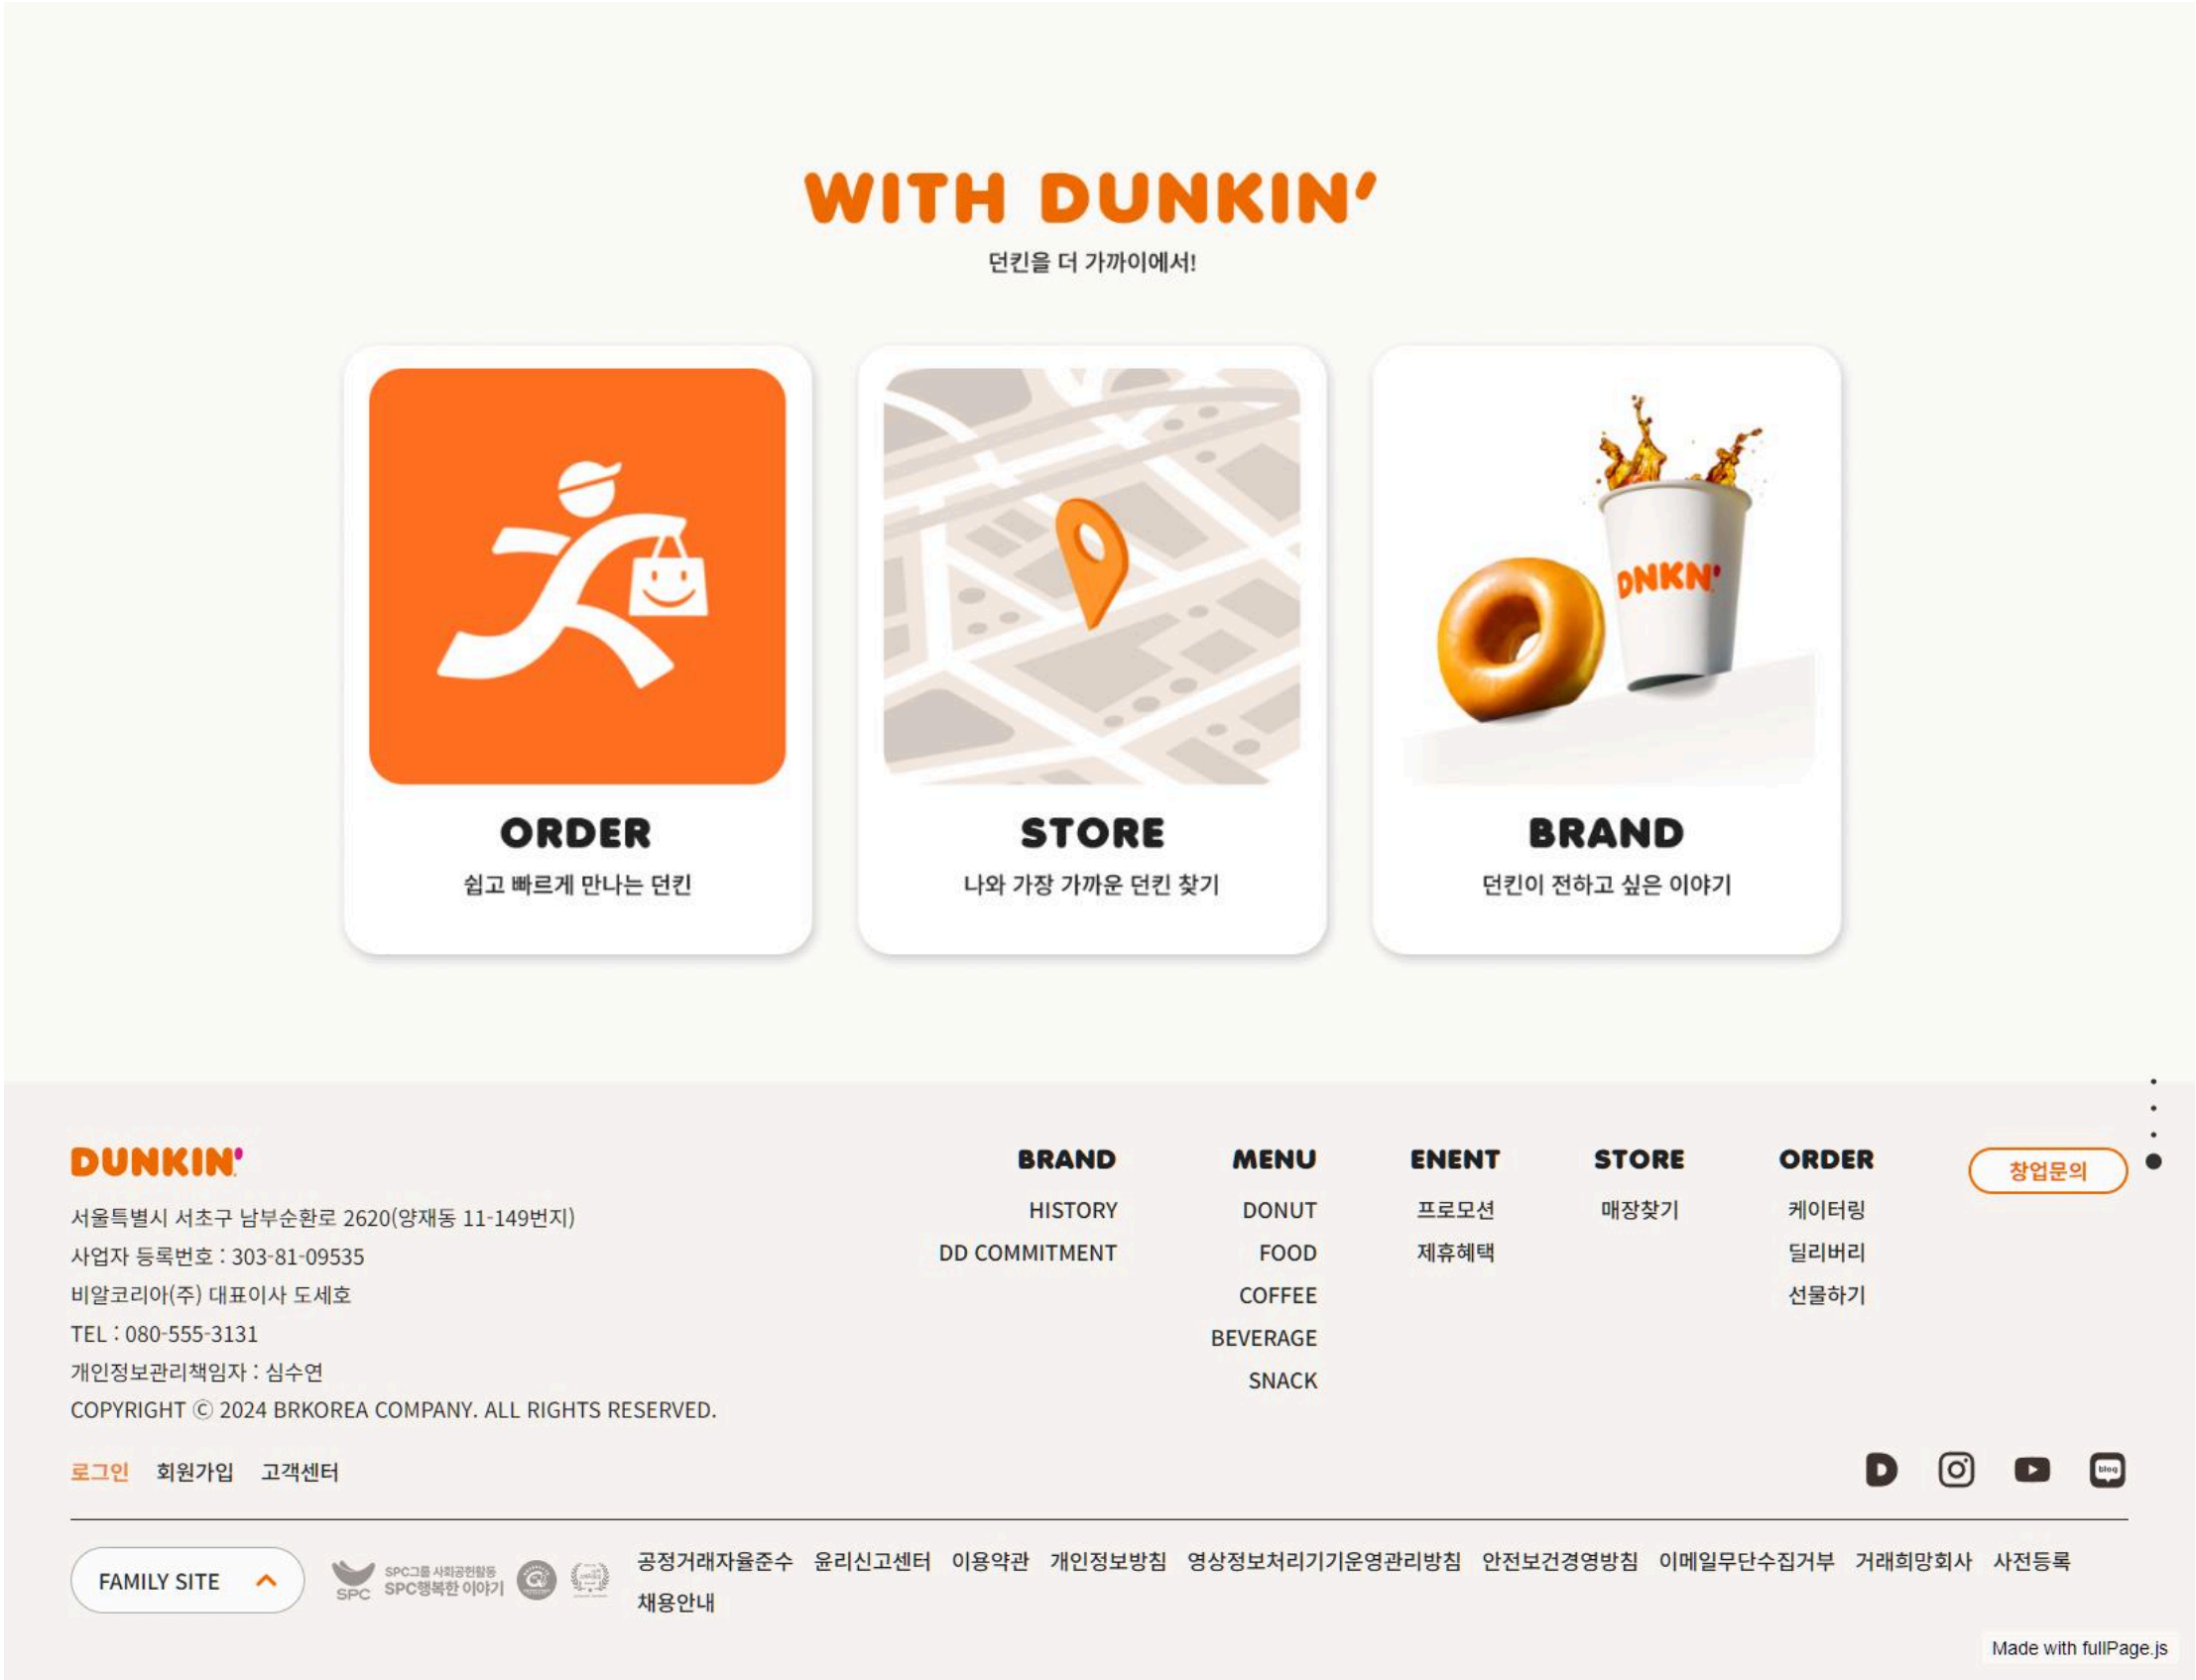 WITH DUNKIN'
던킨을 더 가까이에서!
DNKN'
ORDER
쉽고 빠르게 만나는 던킨
STORE
나와 가장 가까운 던킨 찾기
BRAND
던킨이 전하고 싶은 이야기
DUNKIN'
서울특별시 서초구 남부순환로 2620(양재동 11-149번지)
사업자 등록번호 : 303-81-09535
비알코리아(주) 대표이사 도세호
TEL : 080-555-3131
개인정보관리책임자 : 심수연
COPYRIGHT ⓒ 2024 BRKOREA COMPANY. ALL RIGHTS RESERVED.
로그인 회원가입 고객센터
BRAND
HISTORY
DD COMMITMENT
MENU
DONUT
FOOD
COFFEE
BEVERAGE
SNACK
ENENT
프로모션
제휴혜택
STORE
매장찾기
ORDER
케이터링
딜리버리
선물하기
창업문의
D
blog
FAMILY SITE
SPC
SPC그룹 사회공헌활동
SPC행복한 이야기
공정거래자율준수 윤리신고센터 이용약관 개인정보방침 영상정보처리기기운영관리방침 안전보건경영방침 이메일무단수집거부 거래희망회사 사전등록
채용안내
Made with fullPage.js